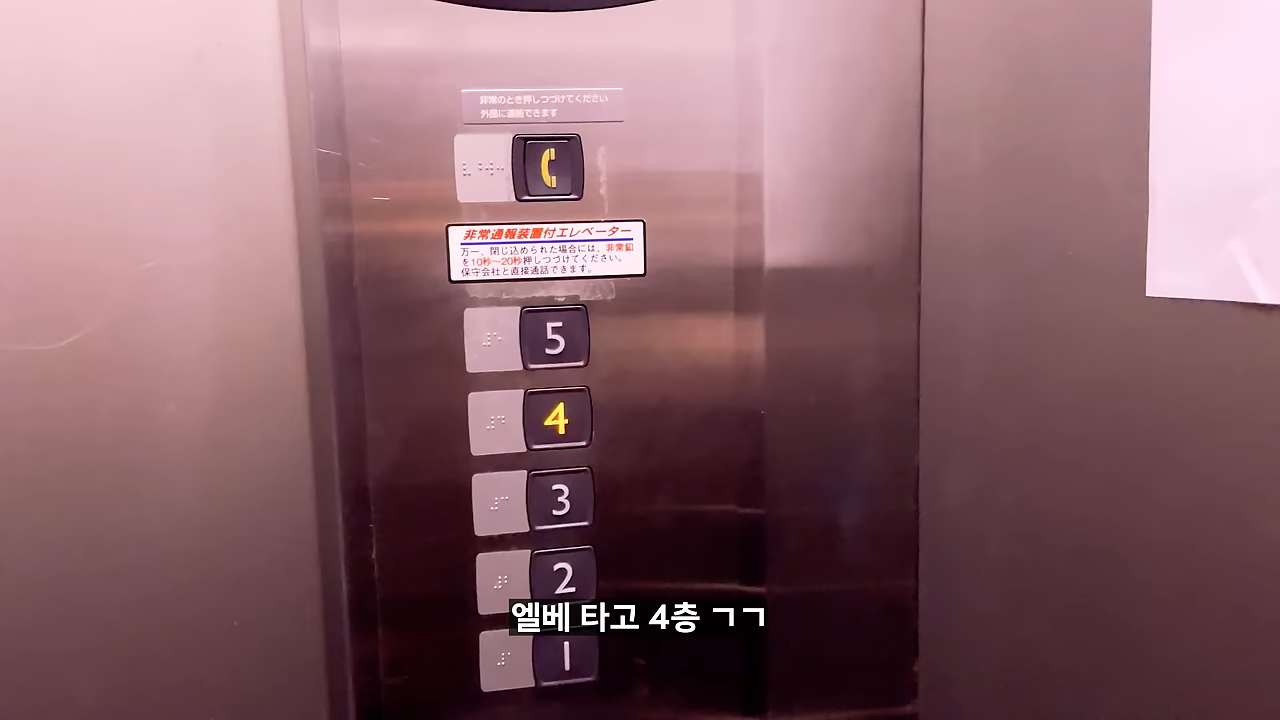 非常のとき押しつづけてください
外部に連絡できます
非常通報装置付エレベーター
万一、閉じ込められた場合には、非常釦
を10秒〜20秒押しつづけてください。
保守会社と直接通話できます。
5
4
3
2
엘베 타고 4층 ㄱㄱ
1